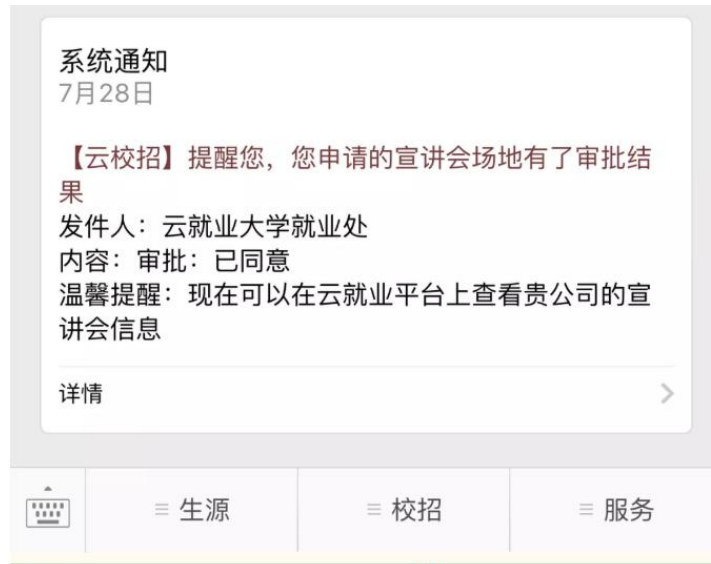 系统通知
7月28日
【云校招】提醒您，您申请的宣讲会场地有了审批结
果
发件人：云就业大学就业处
内容：审批：已同意
温馨提醒：现在可以在云就业平台上查看贵公司的宣
讲会信息
详情
生源
校招
服务